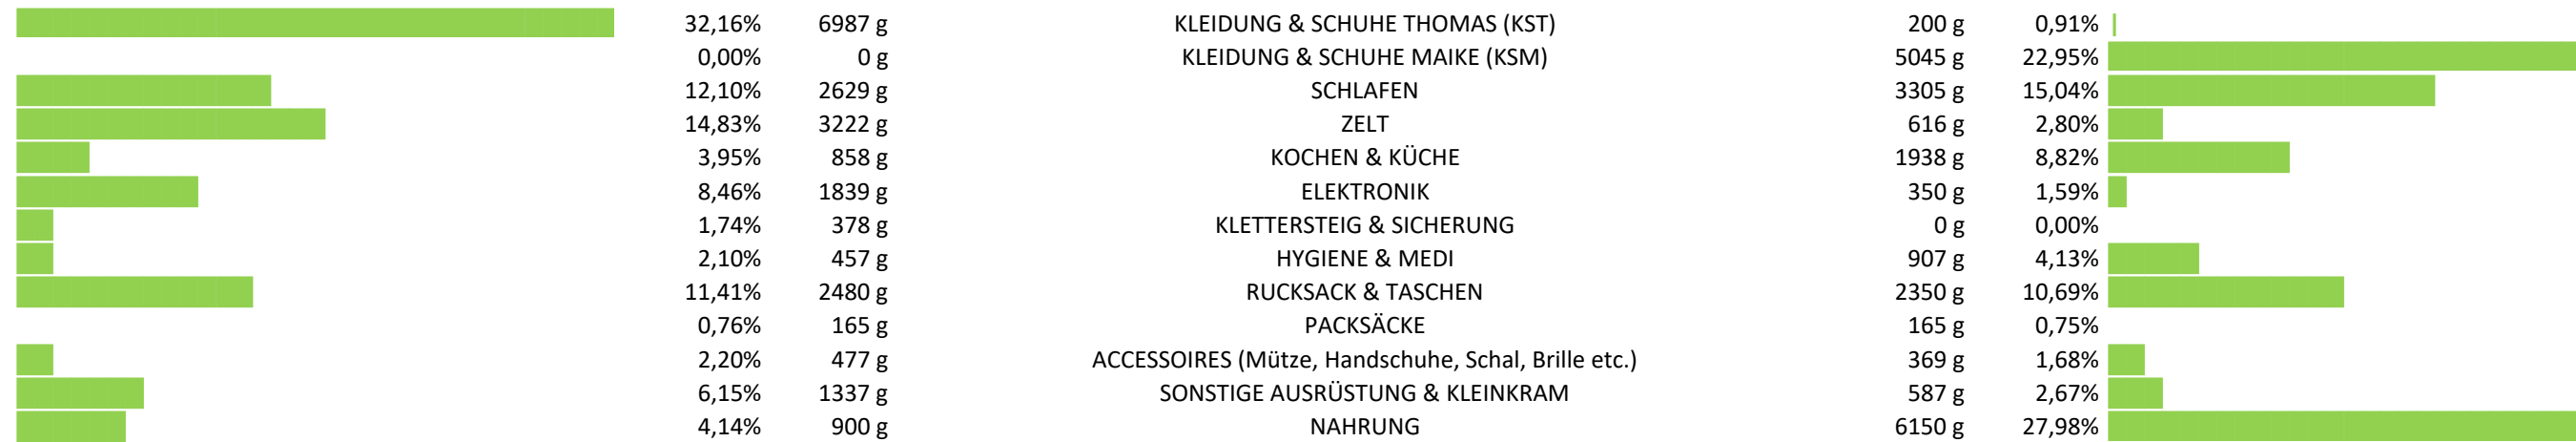 32,16% 6987 g KLEIDUNG & SCHUHE THOMAS (KST) 200 g 0,91%
0,00% 0 g KLEIDUNG & SCHUHE MAIKE (KSM) 5045 g 22,95%
12,10% 2629 g SCHLAFEN 3305 g 15,04%
14,83% 3222 g ZELT 616 g 2,80%
3,95% 858 g KOCHEN & KÜCHE 1938 g 8,82%
8,46% 1839 g ELEKTRONIK 350 g 1,59%
1,74% 378 g KLETTERSTEIG & SICHERUNG 0 g 0,00%
2,10% 457 g HYGIENE & MEDI 907 g 4,13%
11,41% 2480 g RUCKSACK & TASCHEN 2350 g 10,69%
0,76% 165 g PACKSÄCKE 165 g 0,75%
2,20% 477 g ACCESSOIRES (Mütze, Handschuhe, Schal, Brille etc.) 369 g 1,68%
6,15% 1337 g SONSTIGE AUSRÜSTUNG & KLEINKRAM 587 g 2,67%
4,14% 900 g NAHRUNG 6150 g 27,98%